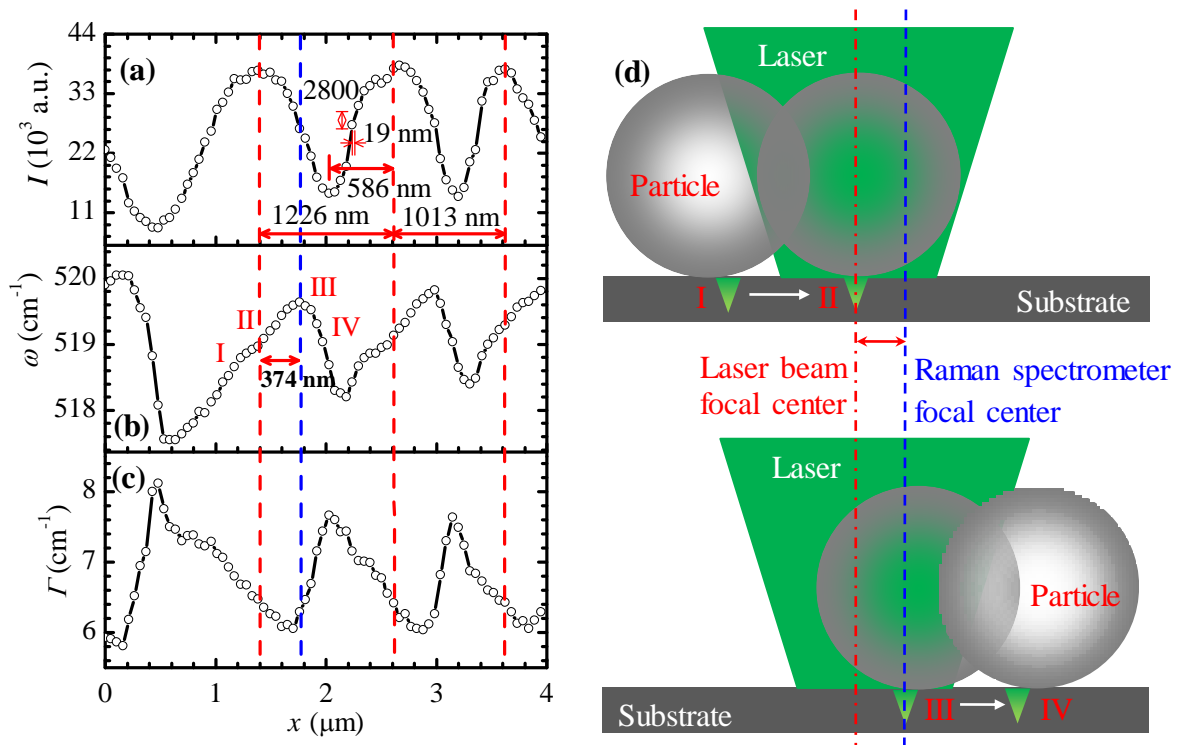 (a)
I (10³ a.u.)
44
33
22
11
2800
19 nm
586 nm
1226 nm
1013 nm
(b)
ω (cm⁻¹)
520
519
518
I
II
III
IV
374 nm
(c)
Γ (cm⁻¹)
8
7
6
0
1
2
3
4
x (μm)
(d)
Laser
Particle
I
II
Substrate
Laser beam
focal center
Raman spectrometer
focal center
Laser
Particle
III
IV
Substrate